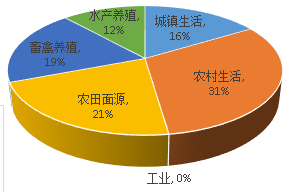 水产养殖,
12%
城镇生活,
16%
畜禽养殖,
19%
农村生活,
31%
农田面源,
21%
工业, 0%